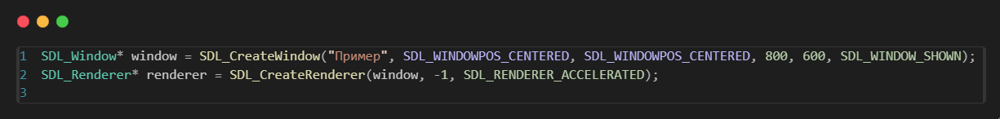 1 SDL_Window* window = SDL_CreateWindow("Пример", SDL_WINDOWPOS_CENTERED, SDL_WINDOWPOS_CENTERED, 800, 600, SDL_WINDOW_SHOWN);
2 SDL_Renderer* renderer = SDL_CreateRenderer(window, -1, SDL_RENDERER_ACCELERATED);
3